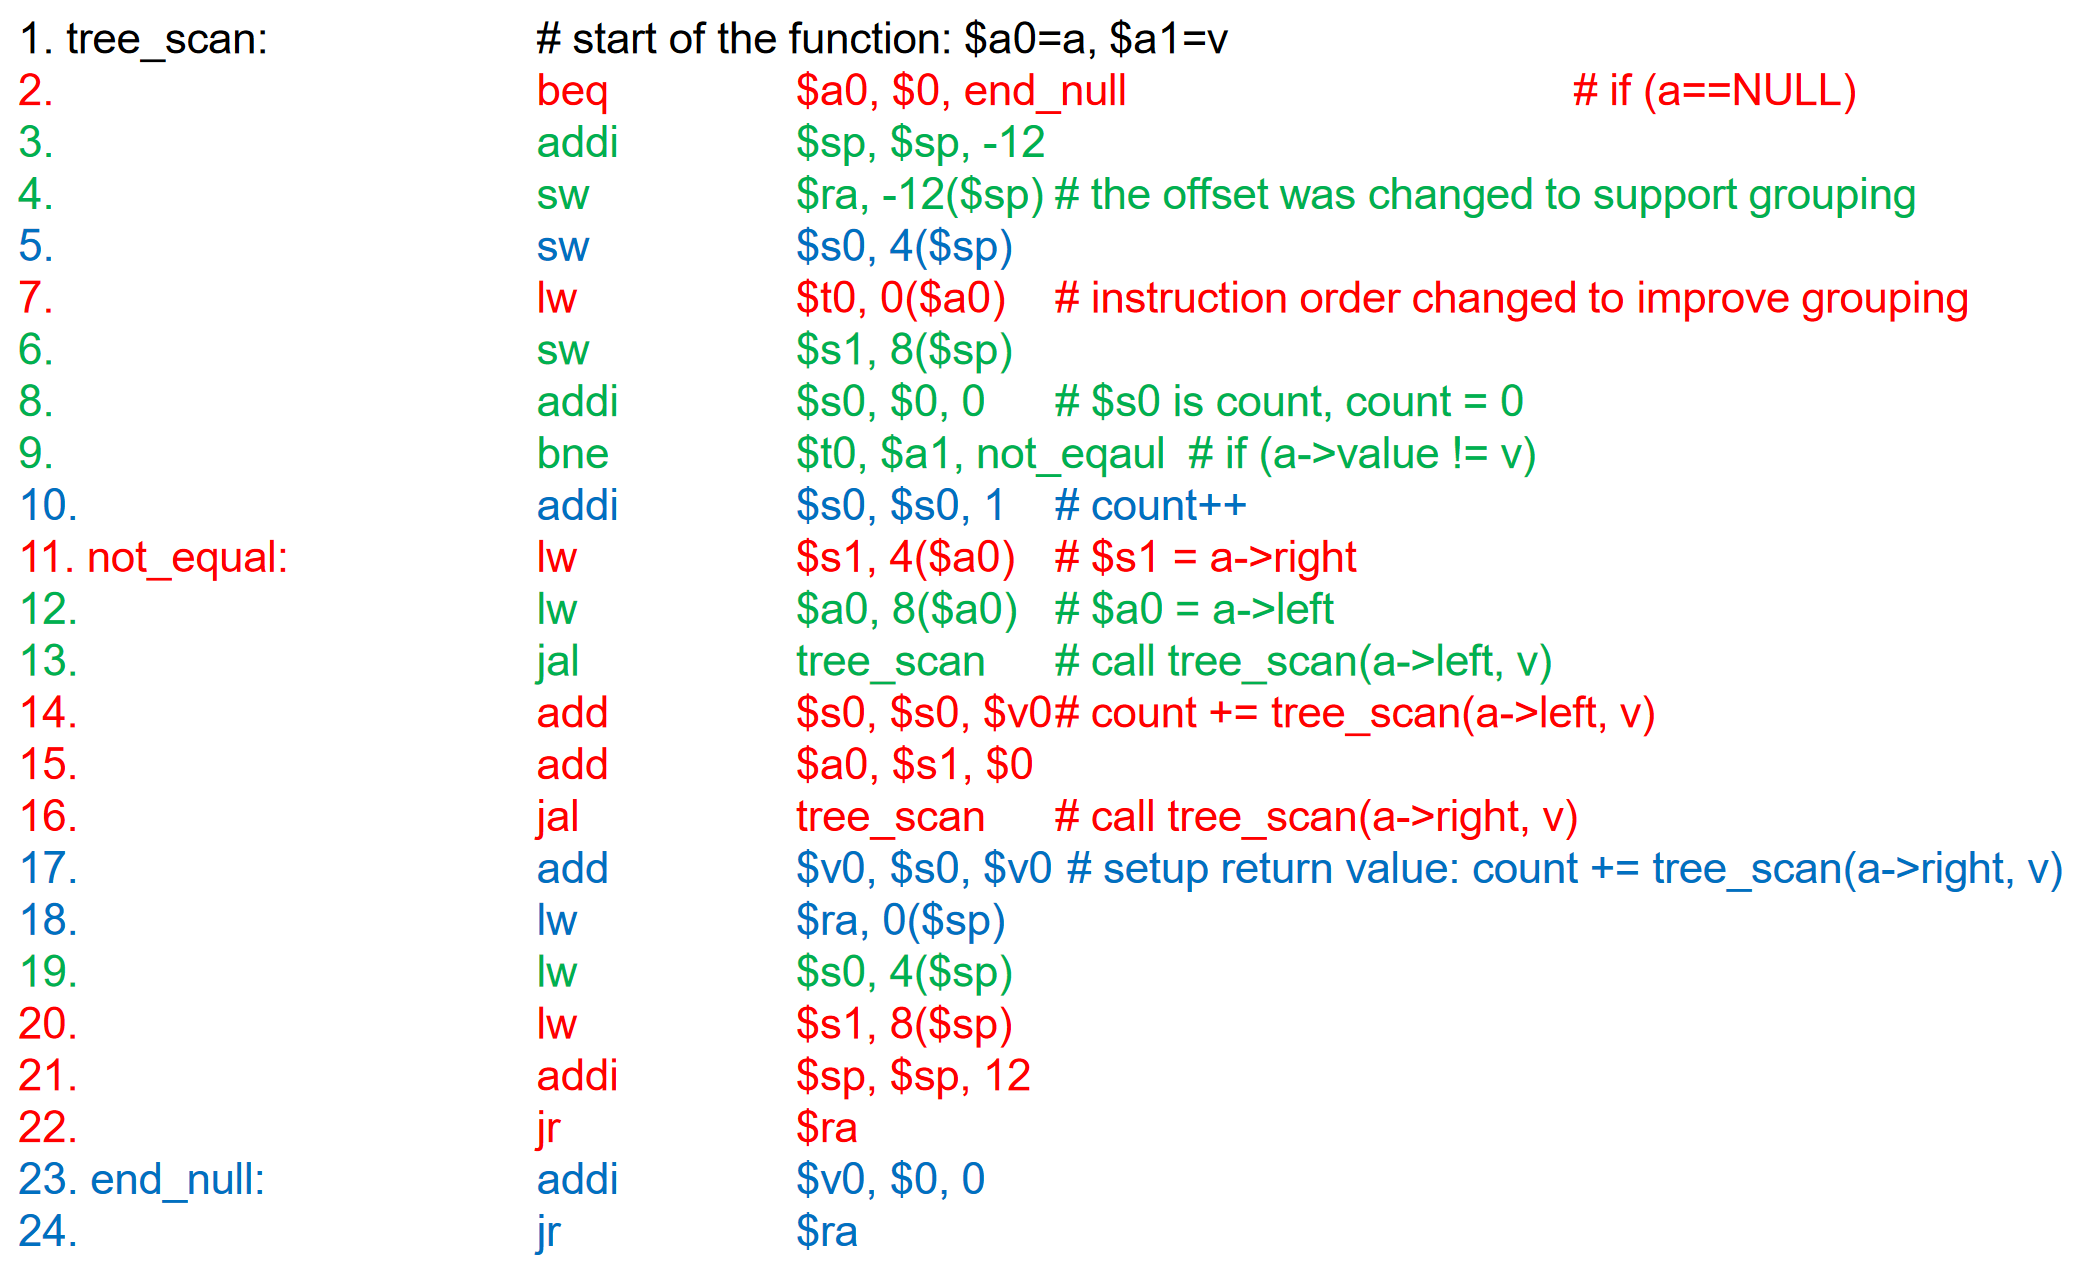 1. tree_scan: # start of the function: $a0=a, $a1=v
2. beq $a0, $0, end_null # if (a==NULL)
3. addi $sp, $sp, -12
4. sw $ra, -12($sp) # the offset was changed to support grouping
5. sw $s0, 4($sp)
7. lw $t0, 0($a0) # instruction order changed to improve grouping
6. sw $s1, 8($sp)
8. addi $s0, $0, 0 # $s0 is count, count = 0
9. bne $t0, $a1, not_eqaul # if (a->value != v)
10. addi $s0, $s0, 1 # count++
11. not_equal: lw $s1, 4($a0) # $s1 = a->right
12. lw $a0, 8($a0) # $a0 = a->left
13. jal tree_scan # call tree_scan(a->left, v)
14. add $s0, $s0, $v0# count += tree_scan(a->left, v)
15. add $a0, $s1, $0
16. jal tree_scan # call tree_scan(a->right, v)
17. add $v0, $s0, $v0 # setup return value: count += tree_scan(a->right, v)
18. lw $ra, 0($sp)
19. lw $s0, 4($sp)
20. lw $s1, 8($sp)
21. addi $sp, $sp, 12
22. jr $ra
23. end_null: addi $v0, $0, 0
24. jr $ra